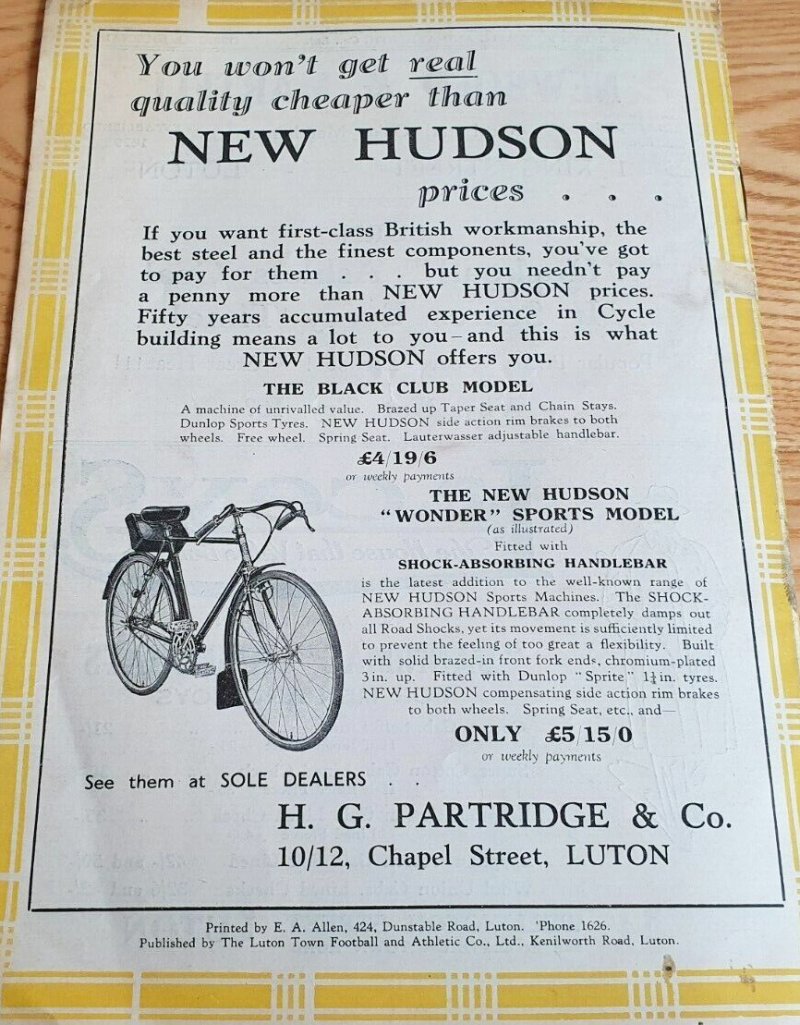 You won't get real
quality cheaper than
NEW HUDSON
prices . . .
If you want first-class British workmanship, the
best steel and the finest components, you've got
to pay for them . . . but you needn't pay
a penny more than NEW HUDSON prices.
Fifty years accumulated experience in Cycle
building means a lot to you–and this is what
NEW HUDSON offers you.
THE BLACK CLUB MODEL
A machine of unrivalled value. Brazed up Taper Seat and Chain Stays.
Dunlop Sports Tyres. NEW HUDSON side action rim brakes to both
wheels. Free wheel. Spring Seat. Lauterwasser adjustable handlebar.
£4/19/6
or weekly payments
THE NEW HUDSON
"WONDER" SPORTS MODEL
(as illustrated)
Fitted with
SHOCK-ABSORBING HANDLEBAR
is the latest addition to the well-known range of
NEW HUDSON Sports Machines. The SHOCK-
ABSORBING HANDLEBAR completely damps out
all Road Shocks, yet its movement is sufficiently limited
to prevent the feeling of too great a flexibility. Built
with solid brazed-in front fork ends, chromium-plated
3 in. up. Fitted with Dunlop "Sprite" 1¼ in. tyres.
NEW HUDSON compensating side action rim brakes
to both wheels. Spring Seat, etc., and—
ONLY £5/15/0
or weekly payments
See them at SOLE DEALERS . .
H. G. PARTRIDGE & Co.
10/12, Chapel Street, LUTON
Printed by E. A. Allen, 424, Dunstable Road, Luton. 'Phone 1626.
Published by The Luton Town Football and Athletic Co., Ltd., Kenilworth Road, Luton.